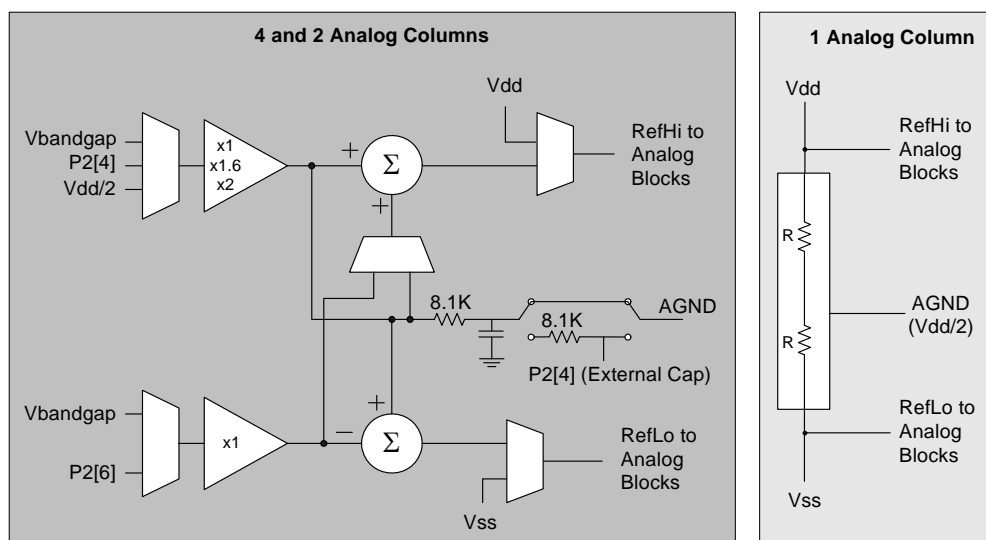 4 and 2 Analog Columns
Vdd
Vbandgap
P2[4]
Vdd/2
x1
x1.6
x2
+
Σ
+
RefHi to
Analog
Blocks
8.1K
8.1K
AGND
P2[4] (External Cap)
Vbandgap
P2[6]
x1
+
−
Σ
Vss
RefLo to
Analog
Blocks
1 Analog Column
Vdd
RefHi to
Analog
Blocks
R
AGND
(Vdd/2)
R
RefLo to
Analog
Blocks
Vss